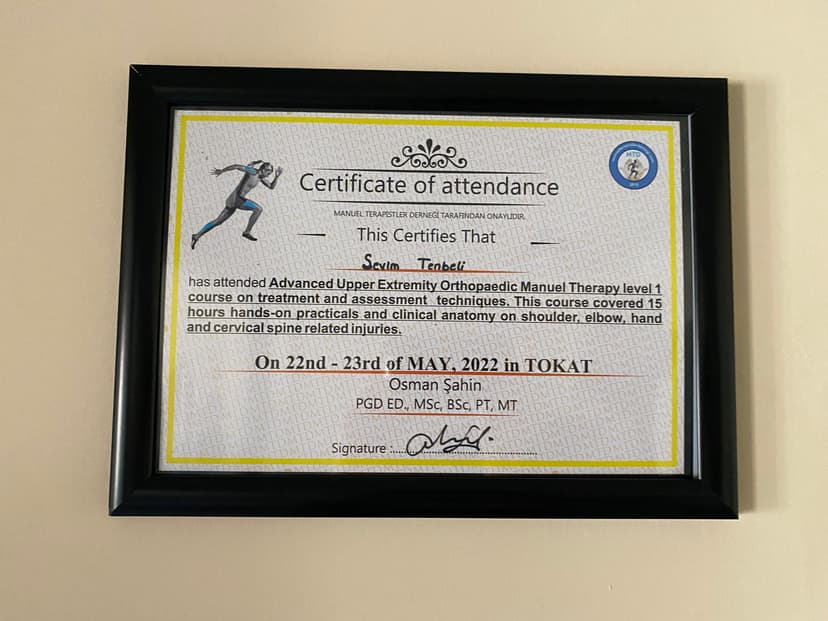 MTD
Certificate of attendance
MANUEL TERAPİSTLER DERNEĞİ TARAFINDAN ONAYLIDIR.
This Certifies That
Sevim Tenbeli
has attended Advanced Upper Extremity Orthopaedic Manuel Therapy level 1
course on treatment and assessment techniques. This course covered 15
hours hands-on practicals and clinical anatomy on shoulder, elbow, hand
and cervical spine related injuries.
On 22nd - 23rd of MAY, 2022 in TOKAT
Osman Şahin
PGD ED., MSc, BSc, PT, MT
Signature :